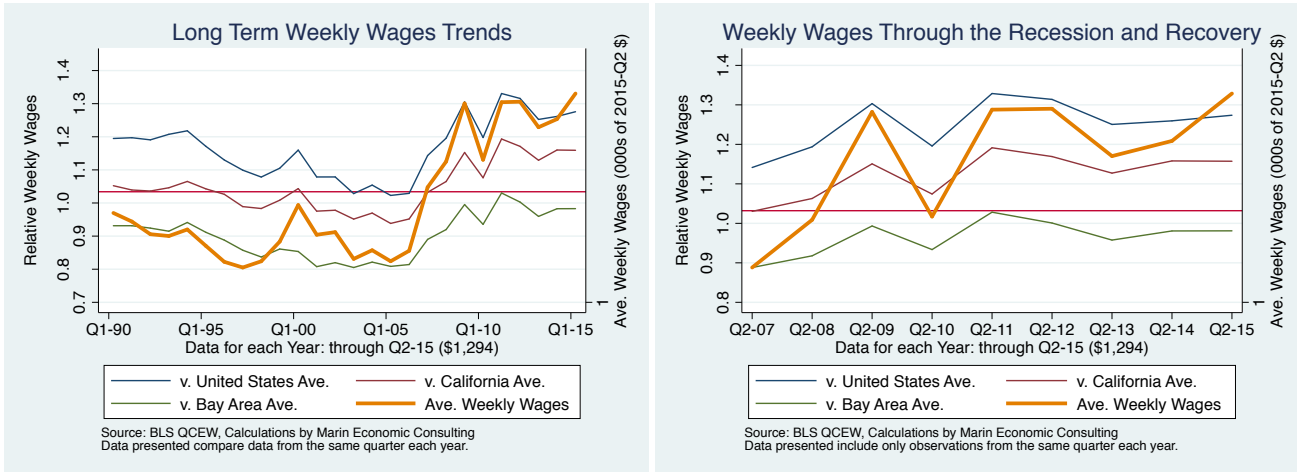 Long Term Weekly Wages Trends
Relative Weekly Wages
1.4
1.3
1.2
1.1
1.0
0.9
0.8
0.7
1
Ave. Weekly Wages (000s of 2015-Q2 $)
Q1-90 Q1-95 Q1-00 Q1-05 Q1-10 Q1-15
Data for each Year: through Q2-15 ($1,294)
v. United States Ave. v. California Ave.
v. Bay Area Ave. Ave. Weekly Wages
Source: BLS QCEW, Calculations by Marin Economic Consulting
Data presented compare data from the same quarter each year.
Weekly Wages Through the Recession and Recovery
Relative Weekly Wages
1.4
1.3
1.2
1.1
1.0
0.9
0.8
1
Ave. Weekly Wages (000s of 2015-Q2 $)
Q2-07 Q2-08 Q2-09 Q2-10 Q2-11 Q2-12 Q2-13 Q2-14 Q2-15
Data for each Year: through Q2-15 ($1,294)
v. United States Ave. v. California Ave.
v. Bay Area Ave. Ave. Weekly Wages
Source: BLS QCEW, Calculations by Marin Economic Consulting
Data presented include only observations from the same quarter each year.